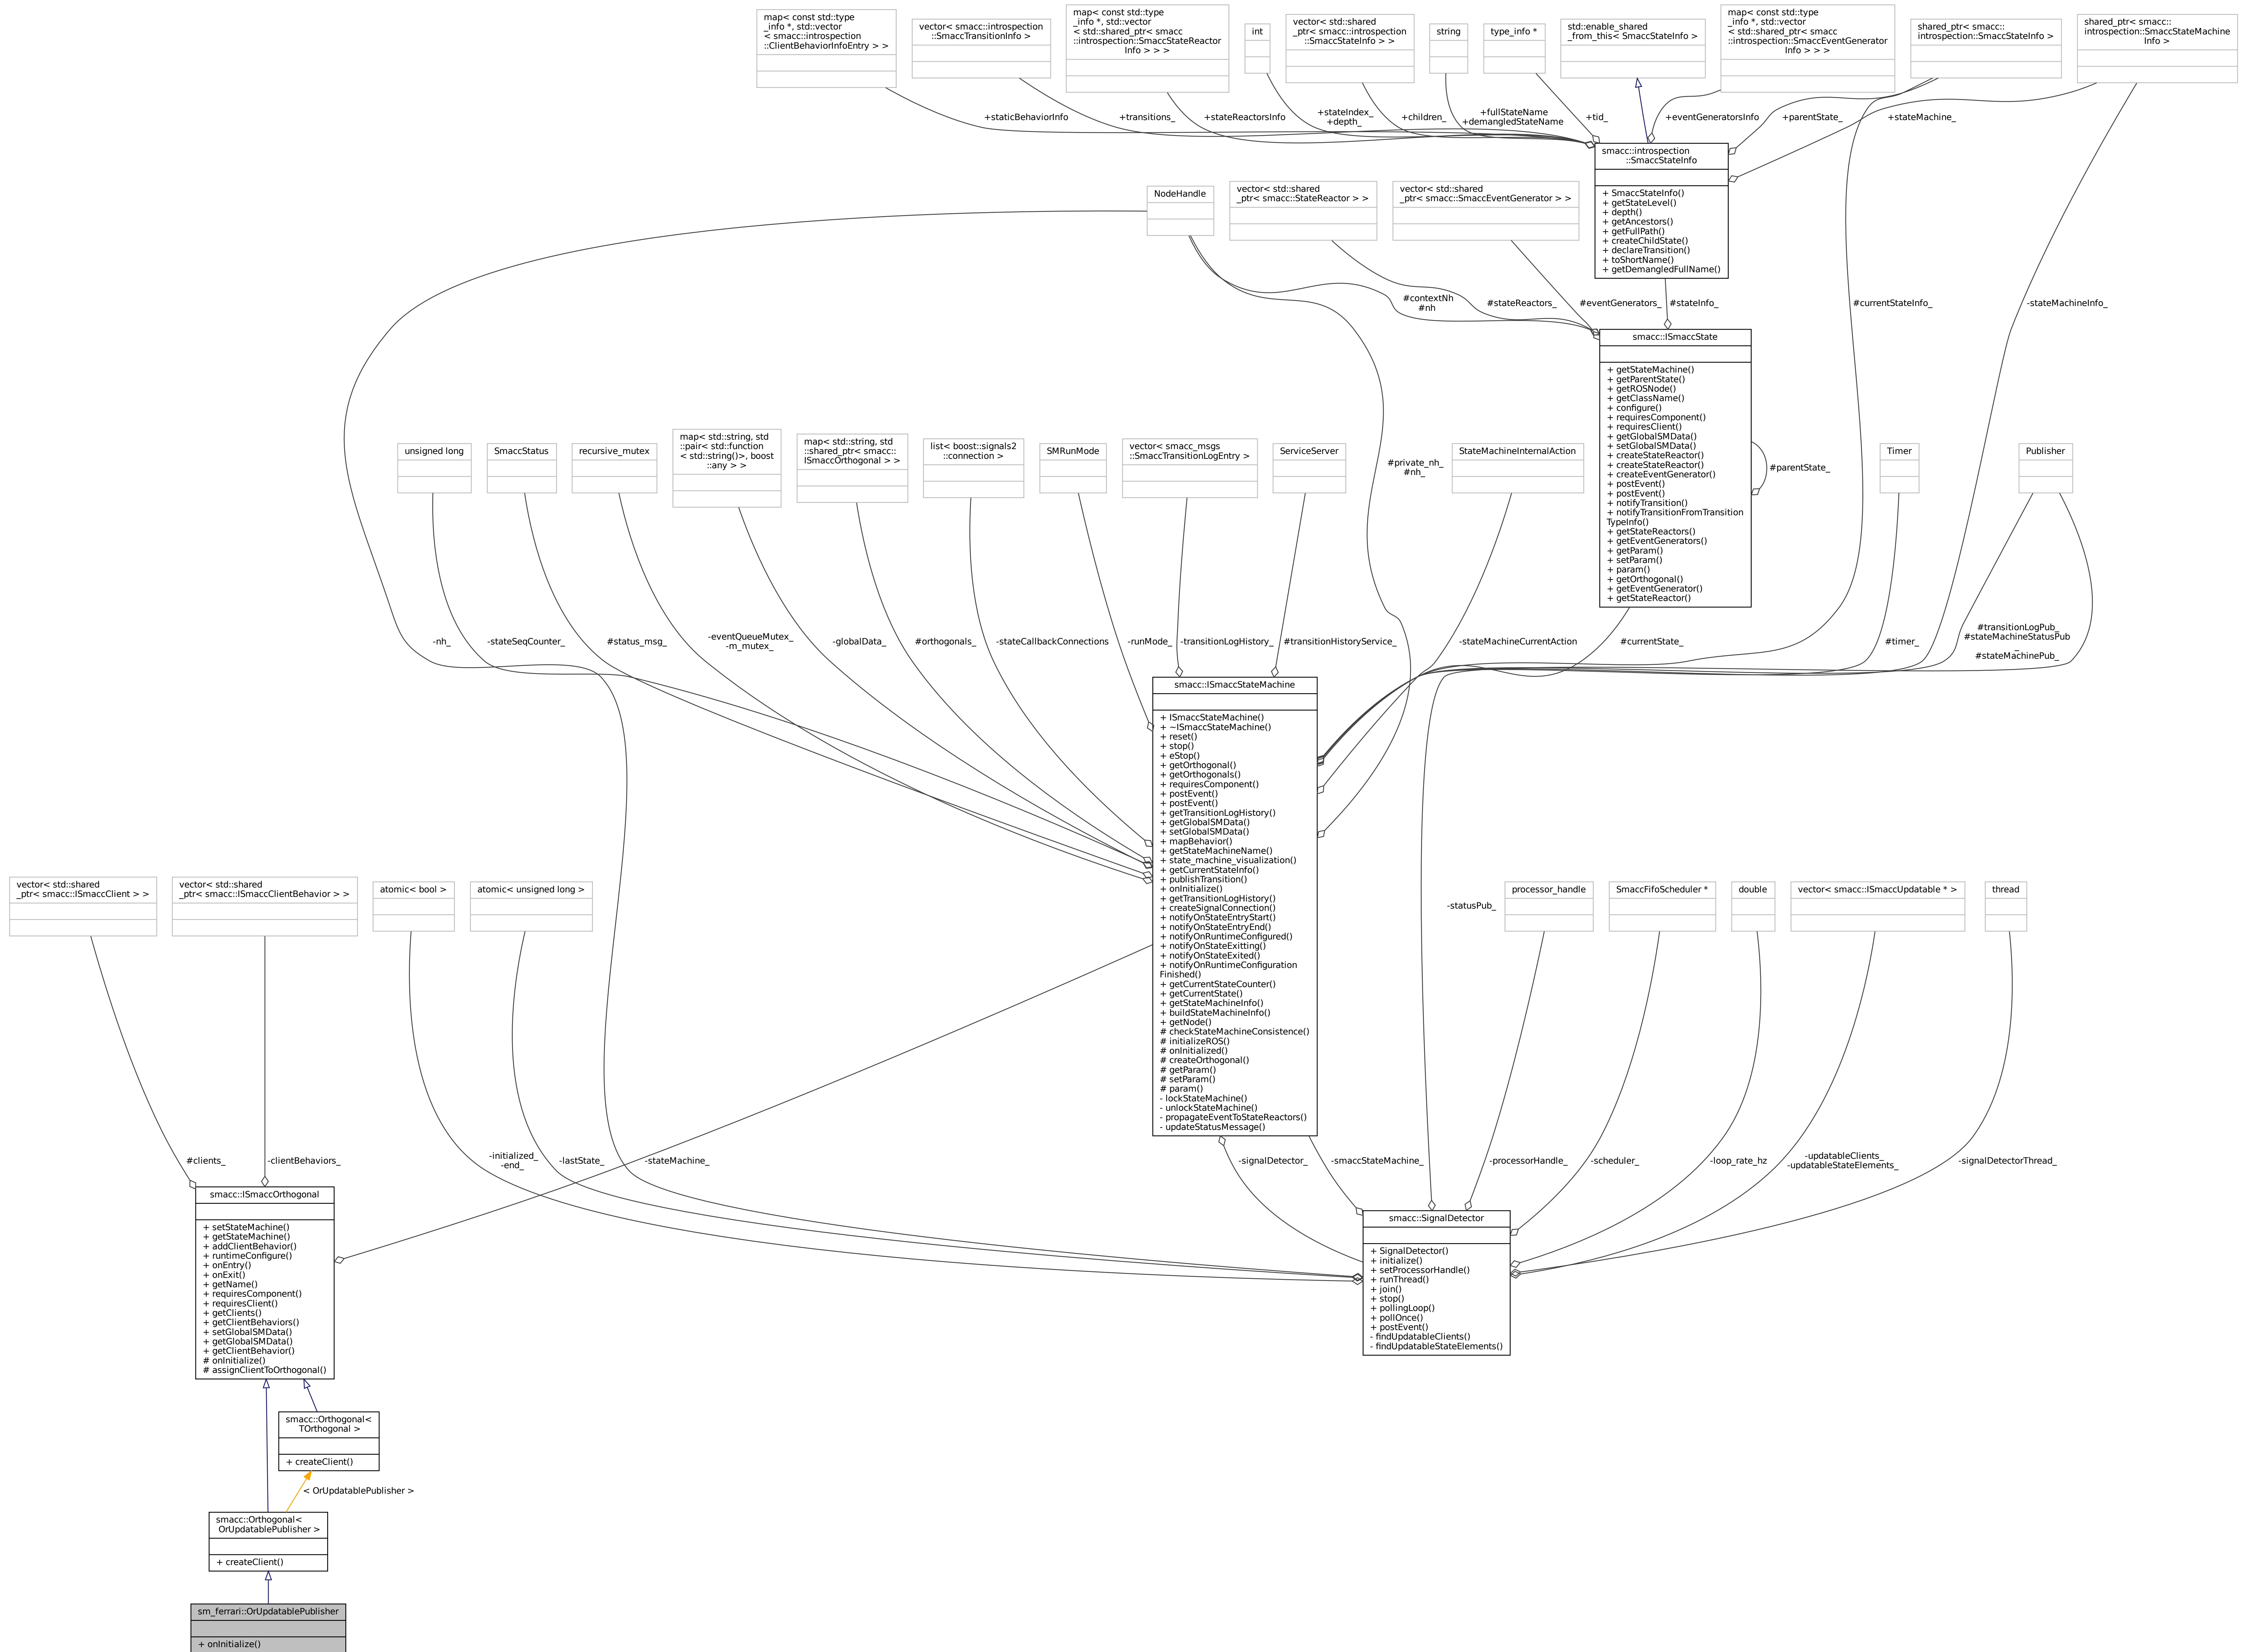 map< const std::type
_info *, std::vector
< smacc::introspection
::ClientBehaviorInfoEntry > >
vector< smacc::introspection
::SmaccTransitionInfo >
map< const std::type
_info *, std::vector
< std::shared_ptr< smacc
::introspection::SmaccStateReactor
Info > > >
int
vector< std::shared
_ptr< smacc::introspection
::SmaccStateInfo > >
string
type_info *
std::enable_shared
_from_this< SmaccStateInfo >
map< const std::type
_info *, std::vector
< std::shared_ptr< smacc
::introspection::SmaccEventGenerator
Info > > >
shared_ptr< smacc::
introspection::SmaccStateInfo >
shared_ptr< smacc::
introspection::SmaccStateMachine
Info >
+staticBehaviorInfo
+transitions_
+stateReactorsInfo
+stateIndex_
+depth_
+children_
+fullStateName
+demangledStateName
+tid_
+eventGeneratorsInfo
+parentState_
+stateMachine_
smacc::introspection
::SmaccStateInfo
+ SmaccStateInfo()
+ getStateLevel()
+ depth()
+ getAncestors()
+ getFullPath()
+ createChildState()
+ declareTransition()
+ toShortName()
+ getDemangledFullName()
NodeHandle
vector< std::shared
_ptr< smacc::StateReactor > >
vector< std::shared
_ptr< smacc::SmaccEventGenerator > >
#contextNh
#nh
#stateReactors_
#eventGenerators_
#stateInfo_
#currentStateInfo_
-stateMachineInfo_
smacc::ISmaccState
+ getStateMachine()
+ getParentState()
+ getROSNode()
+ getClassName()
+ configure()
+ requiresComponent()
+ requiresClient()
+ getGlobalSMData()
+ setGlobalSMData()
+ createStateReactor()
+ createStateReactor()
+ createEventGenerator()
+ postEvent()
+ postEvent()
+ notifyTransition()
+ notifyTransitionFromTransition
TypeInfo()
+ getStateReactors()
+ getEventGenerators()
+ getParam()
+ setParam()
+ param()
+ getOrthogonal()
+ getEventGenerator()
+ getStateReactor()
#parentState_
unsigned long
SmaccStatus
recursive_mutex
map< std::string, std
::pair< std::function
< std::string()>, boost
::any > >
map< std::string, std
::shared_ptr< smacc::
ISmaccOrthogonal > >
list< boost::signals2
::connection >
SMRunMode
vector< smacc_msgs
::SmaccTransitionLogEntry >
ServiceServer
#private_nh_
#nh_
StateMachineInternalAction
Timer
Publisher
-nh_
-stateSeqCounter_
#status_msg_
-eventQueueMutex_
-m_mutex_
-globalData_
#orthogonals_
-stateCallbackConnections
-runMode_
-transitionLogHistory_
#transitionHistoryService_
-stateMachineCurrentAction
#currentState_
#timer_
#transitionLogPub_
#stateMachineStatusPub
_
#stateMachinePub_
smacc::ISmaccStateMachine
+ ISmaccStateMachine()
+ ~ISmaccStateMachine()
+ reset()
+ stop()
+ eStop()
+ getOrthogonal()
+ getOrthogonals()
+ requiresComponent()
+ postEvent()
+ postEvent()
+ getTransitionLogHistory()
+ getGlobalSMData()
+ setGlobalSMData()
+ mapBehavior()
+ getStateMachineName()
+ state_machine_visualization()
+ getCurrentStateInfo()
+ publishTransition()
+ onInitialize()
+ getTransitionLogHistory()
+ createSignalConnection()
+ notifyOnStateEntryStart()
+ notifyOnStateEntryEnd()
+ notifyOnRuntimeConfigured()
+ notifyOnStateExitting()
+ notifyOnStateExited()
+ notifyOnRuntimeConfiguration
Finished()
+ getCurrentStateCounter()
+ getCurrentState()
+ getStateMachineInfo()
+ buildStateMachineInfo()
+ getNode()
# checkStateMachineConsistence()
# initializeROS()
# onInitialized()
# createOrthogonal()
# getParam()
# setParam()
# param()
- lockStateMachine()
- unlockStateMachine()
- propagateEventToStateReactors()
- updateStatusMessage()
vector< std::shared
_ptr< smacc::ISmaccClient > >
vector< std::shared
_ptr< smacc::ISmaccClientBehavior > >
atomic< bool >
atomic< unsigned long >
-statusPub_
processor_handle
SmaccFifoScheduler *
double
vector< smacc::ISmaccUpdatable * >
thread
#clients_
-clientBehaviors_
-initialized_
-end_
-lastState_
-stateMachine_
-signalDetector_
-smaccStateMachine_
-processorHandle_
-scheduler_
-loop_rate_hz
-updatableClients_
-updatableStateElements_
-signalDetectorThread_
smacc::ISmaccOrthogonal
+ setStateMachine()
+ getStateMachine()
+ addClientBehavior()
+ runtimeConfigure()
+ onEntry()
+ onExit()
+ getName()
+ requiresComponent()
+ requiresClient()
+ getClients()
+ getClientBehaviors()
+ setGlobalSMData()
+ getGlobalSMData()
+ getClientBehavior()
# onInitialize()
# assignClientToOrthogonal()
smacc::SignalDetector
+ SignalDetector()
+ initialize()
+ setProcessorHandle()
+ runThread()
+ join()
+ stop()
+ pollingLoop()
+ pollOnce()
+ postEvent()
- findUpdatableClients()
- findUpdatableStateElements()
smacc::Orthogonal<
TOrthogonal >
+ createClient()
< OrUpdatablePublisher >
smacc::Orthogonal<
OrUpdatablePublisher >
+ createClient()
sm_ferrari::OrUpdatablePublisher
+ onInitialize()